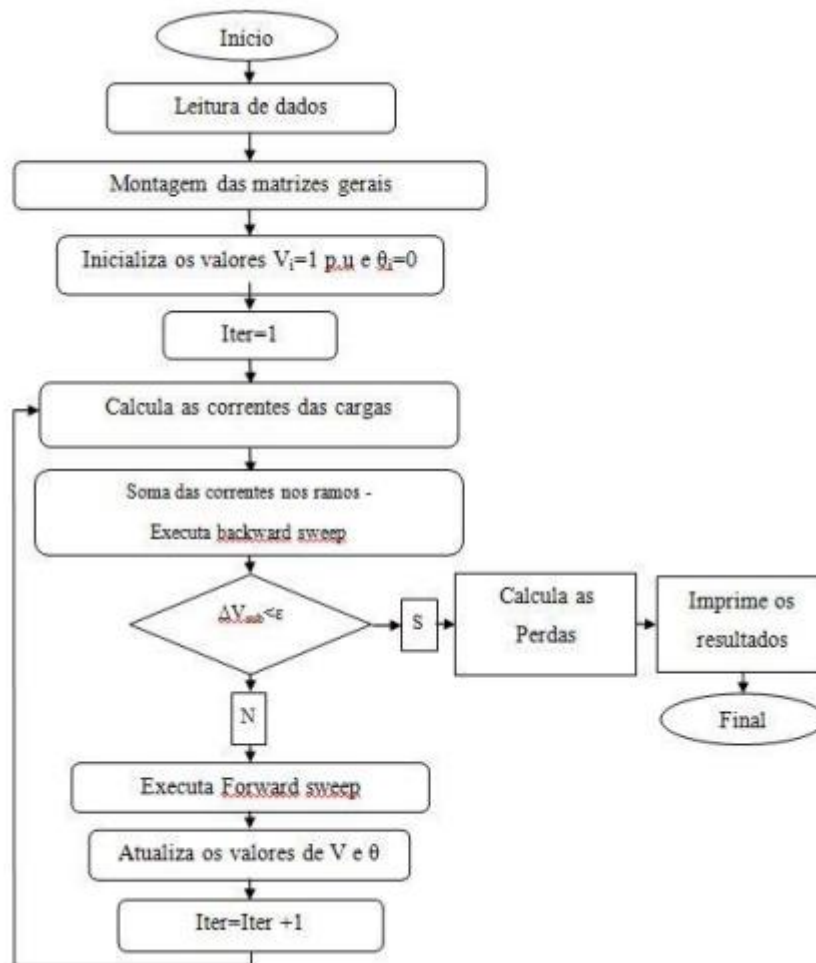 Início
Leitura de dados
Montagem das matrizes gerais
Inicializa os valores Vᵢ=1 p.u e θᵢ=0
Iter=1
Calcula as correntes das cargas
Soma das correntes nos ramos -
Executa backward sweep
ΔVsub<ε
S
Calcula as
Perdas
Imprime os
resultados
Final
N
Executa Forward sweep
Atualiza os valores de V e θ
Iter=Iter +1